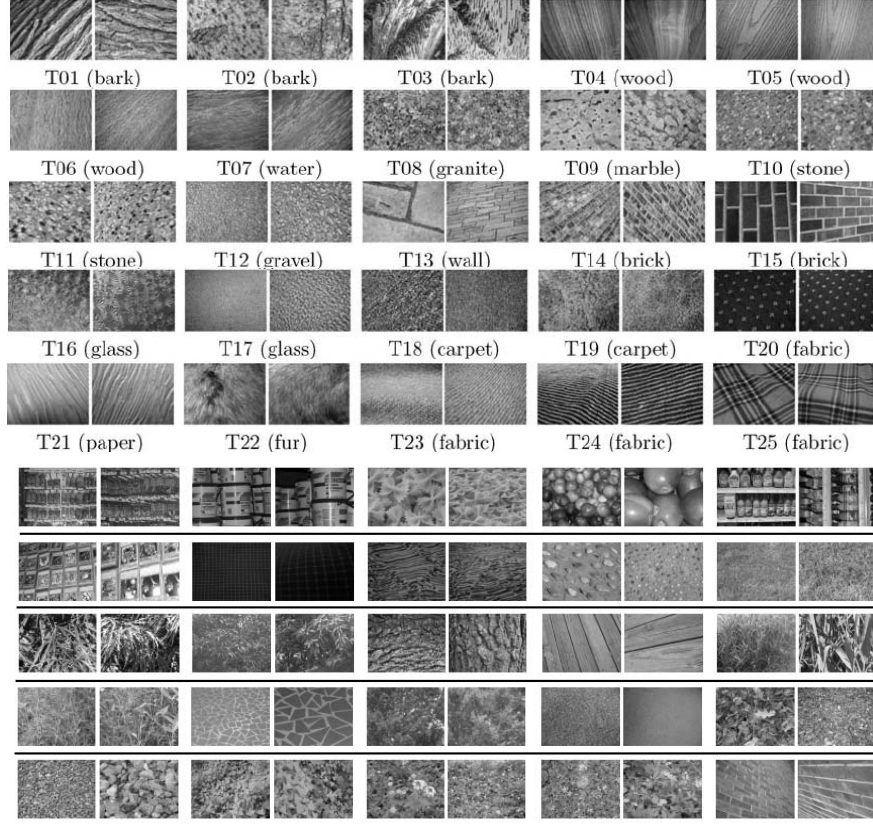 T01 (bark) T02 (bark) T03 (bark) T04 (wood) T05 (wood)
T06 (wood) T07 (water) T08 (granite) T09 (marble) T10 (stone)
T11 (stone) T12 (gravel) T13 (wall) T14 (brick) T15 (brick)
T16 (glass) T17 (glass) T18 (carpet) T19 (carpet) T20 (fabric)
T21 (paper) T22 (fur) T23 (fabric) T24 (fabric) T25 (fabric)